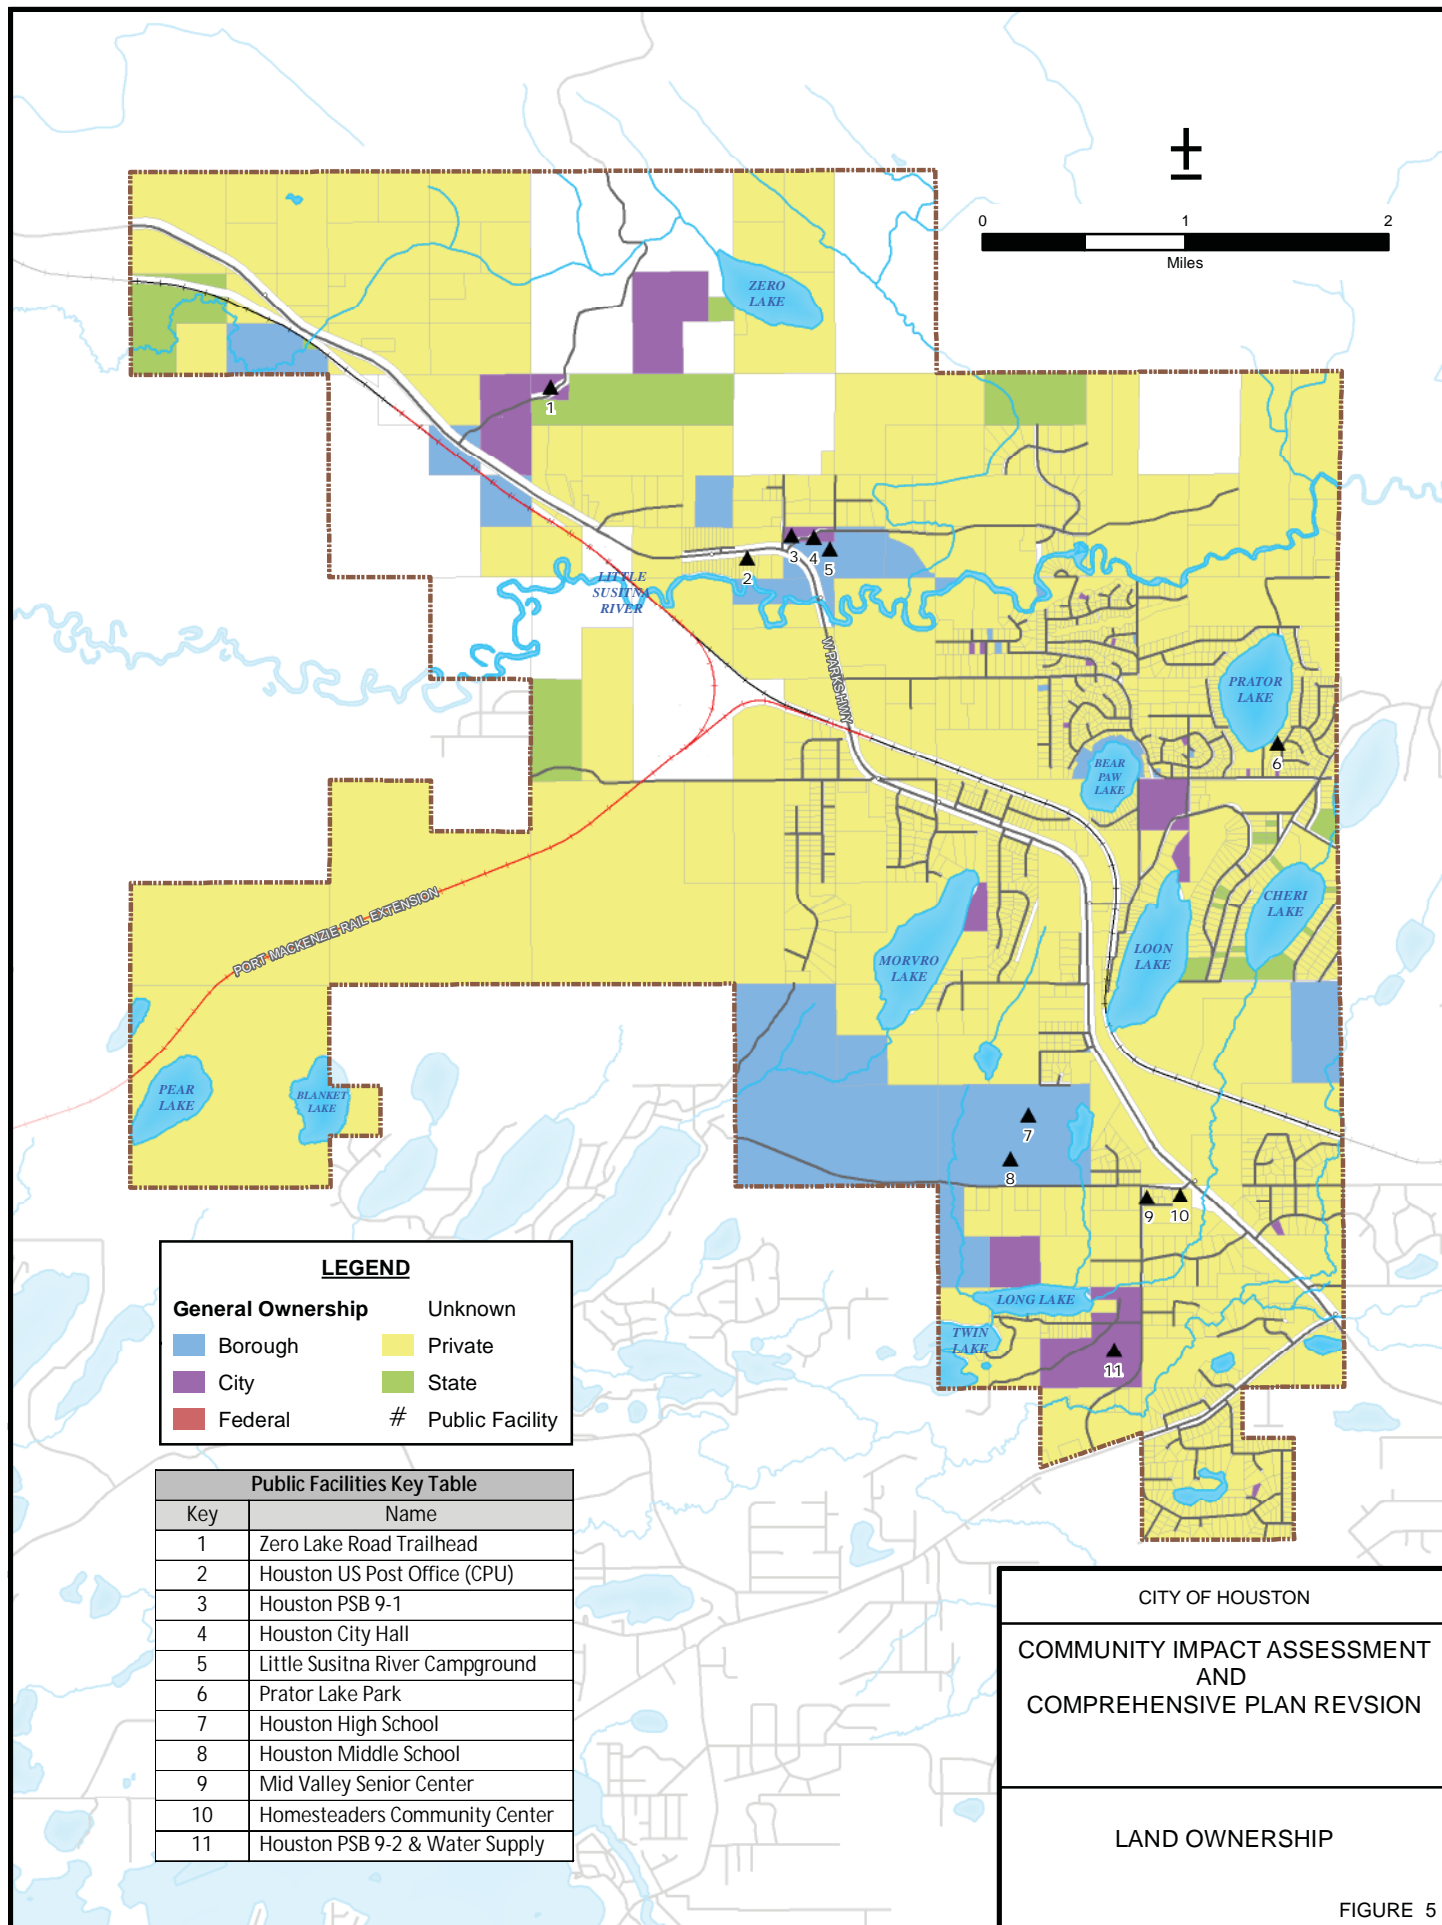 0 1 2
Miles
ZERO
LAKE
1
3 4
5
2
LITTLE
SUSITNA
RIVER
W PARKS HWY
PRATOR
LAKE
6
BEAR
PAW
LAKE
CHERI
LAKE
LOON
LAKE
MORVRO
LAKE
PORT MACKENZIE RAIL EXTENSION
PEAR
LAKE
BLANKET
LAKE
7
8
9 10
LONG LAKE
TWIN
LAKE
11
LEGEND
General Ownership Unknown
Borough Private
City State
Federal # Public Facility
Public Facilities Key Table
Key Name
1 Zero Lake Road Trailhead
2 Houston US Post Office (CPU)
3 Houston PSB 9-1
4 Houston City Hall
5 Little Susitna River Campground
6 Prator Lake Park
7 Houston High School
8 Houston Middle School
9 Mid Valley Senior Center
10 Homesteaders Community Center
11 Houston PSB 9-2 & Water Supply
CITY OF HOUSTON
COMMUNITY IMPACT ASSESSMENT
AND
COMPREHENSIVE PLAN REVSION
LAND OWNERSHIP
FIGURE 5